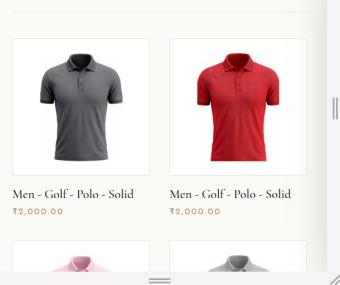 Men - Golf - Polo - Solid
₹2,000.00
Men - Golf - Polo - Solid
₹2,000.00